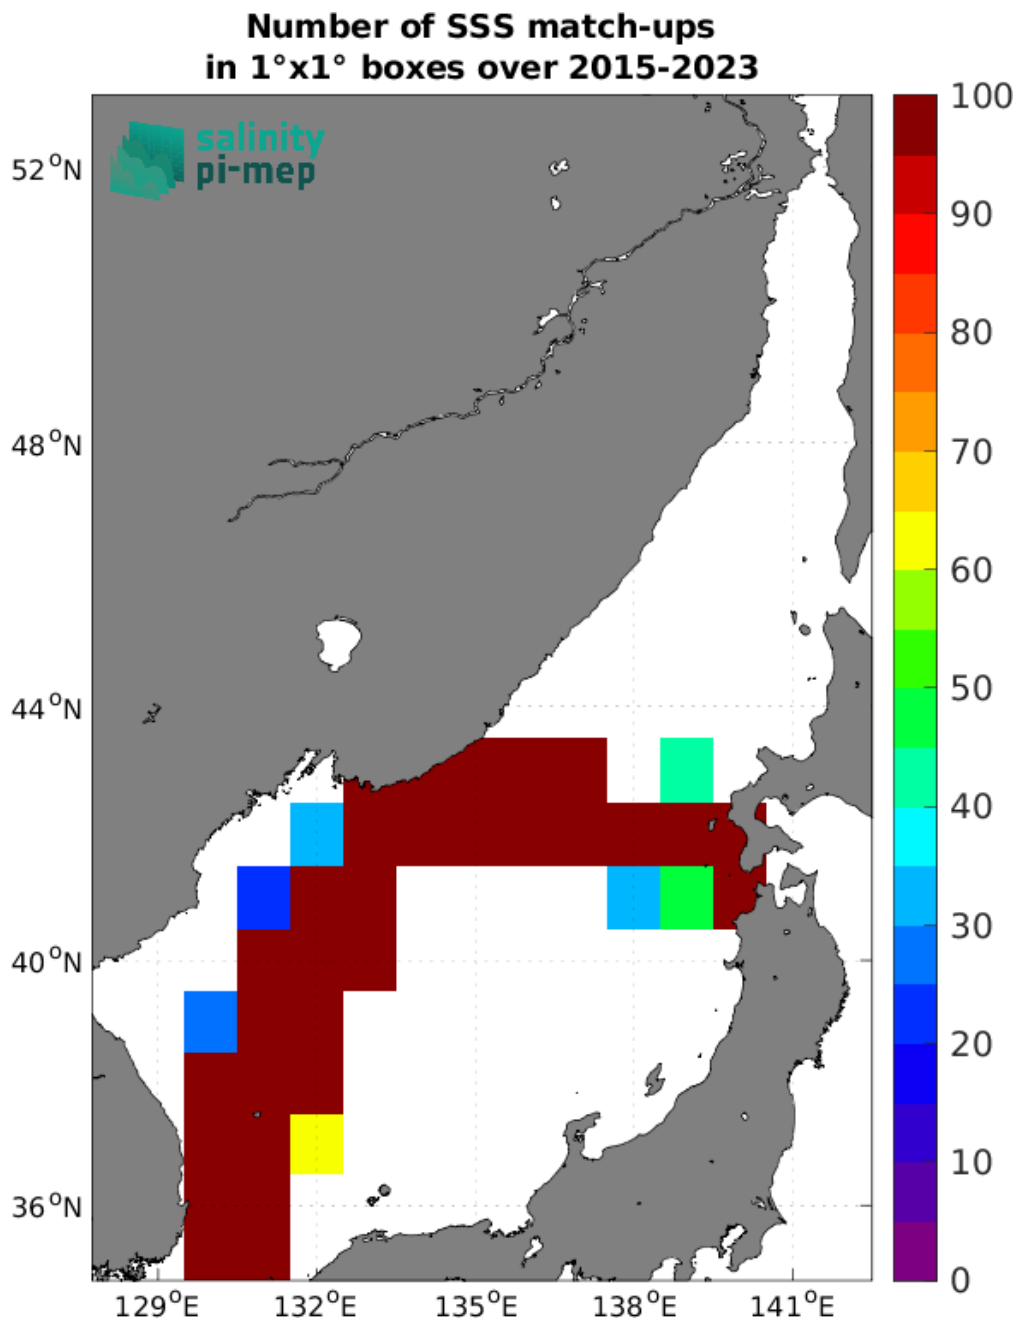 Number of SSS match-ups
in 1°x1° boxes over 2015-2023
salinity
pi-mep
52°N
48°N
44°N
40°N
36°N
129°E 132°E 135°E 138°E 141°E
100
90
80
70
60
50
40
30
20
10
0